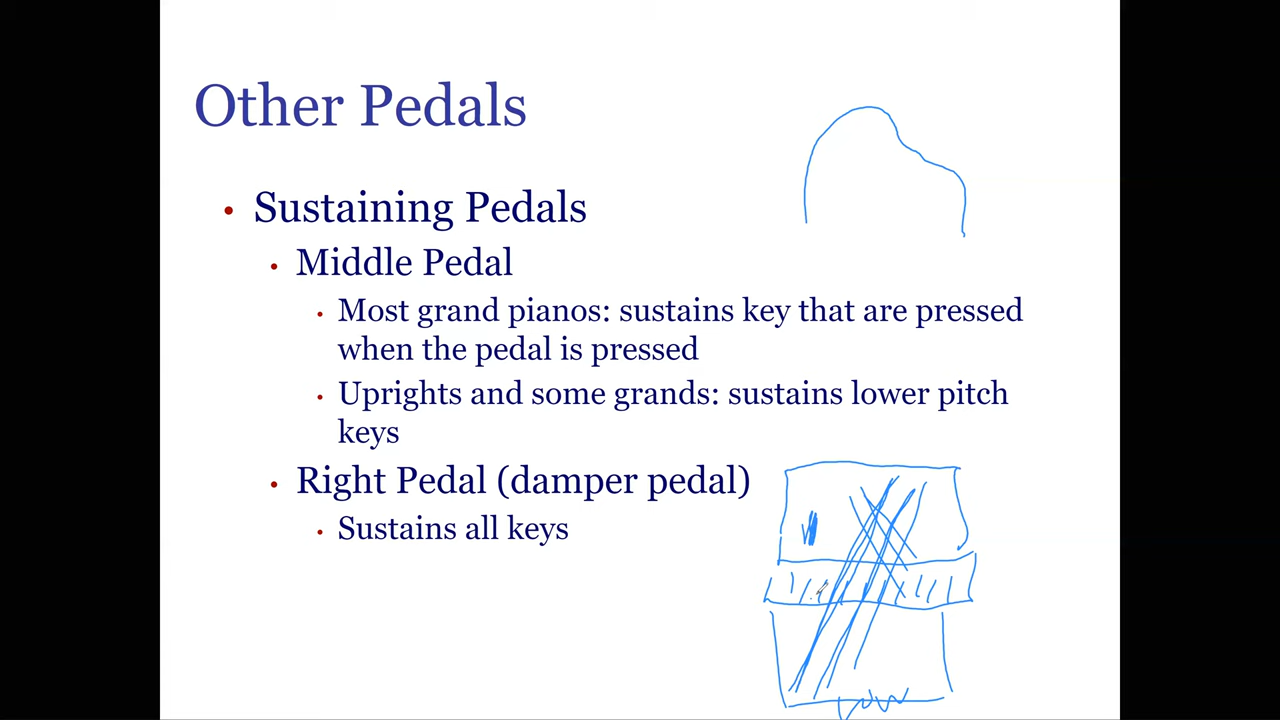 Other Pedals
• Sustaining Pedals
• Middle Pedal
• Most grand pianos: sustains key that are pressed
when the pedal is pressed
• Uprights and some grands: sustains lower pitch
keys
• Right Pedal (damper pedal)
• Sustains all keys